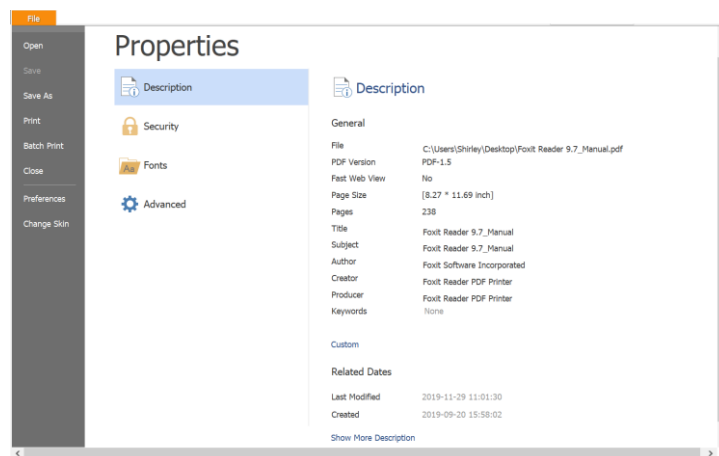 File
Open
Save
Save As
Print
Batch Print
Close
Preferences
Change Skin
Properties
Description
Security
Fonts
Advanced
Description
General
File C:\Users\Shirley\Desktop\Foxit Reader 9.7_Manual.pdf
PDF Version PDF-1.5
Fast Web View No
Page Size [8.27 * 11.69 inch]
Pages 238
Title Foxit Reader 9.7_Manual
Subject Foxit Reader 9.7_Manual
Author Foxit Software Incorporated
Creator Foxit Reader PDF Printer
Producer Foxit Reader PDF Printer
Keywords None
Custom
Related Dates
Last Modified 2019-11-29 11:01:30
Created 2019-09-20 15:58:02
Show More Description